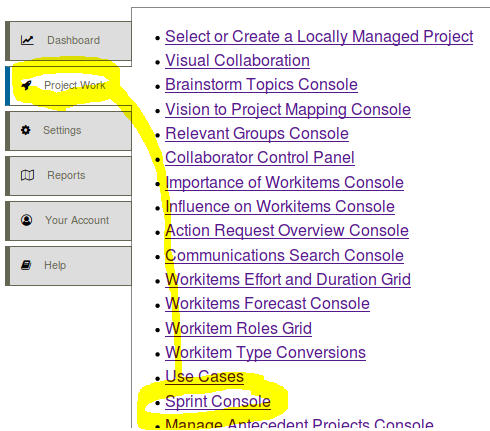 Dashboard
Project Work
Settings
Reports
Your Account
Help
Select or Create a Locally Managed Project
Visual Collaboration
Brainstorm Topics Console
Vision to Project Mapping Console
Relevant Groups Console
Collaborator Control Panel
Importance of Workitems Console
Influence on Workitems Console
Action Request Overview Console
Communications Search Console
Workitems Effort and Duration Grid
Workitems Forecast Console
Workitem Roles Grid
Workitem Type Conversions
Use Cases
Sprint Console
Manage Antecedent Projects Console